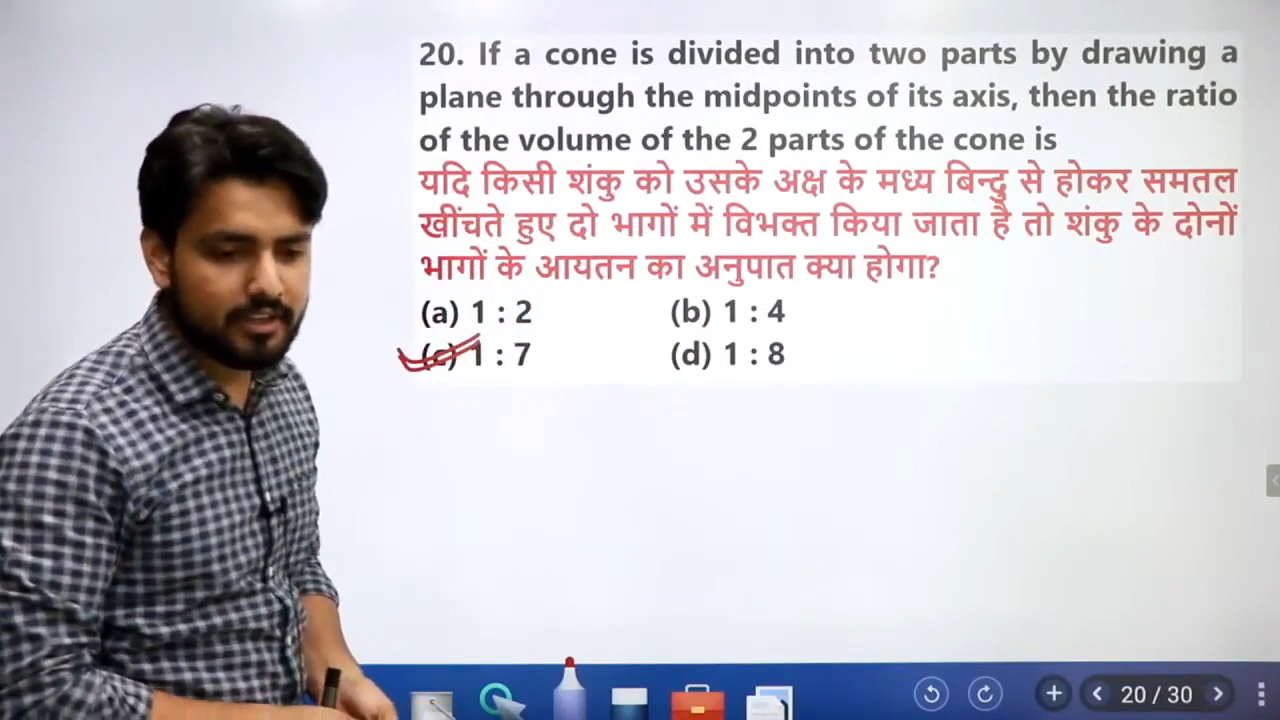 20. If a cone is divided into two parts by drawing a
plane through the midpoints of its axis, then the ratio
of the volume of the 2 parts of the cone is
यदि किसी शंकु को उसके अक्ष के मध्य बिन्दु से होकर समतल
खींचते हुए दो भागों में विभक्त किया जाता है तो शंकु के दोनों
भागों के आयतन का अनुपात क्या होगा?
(a) 1 : 2 (b) 1 : 4
(c) 1 : 7 (d) 1 : 8
20 / 30